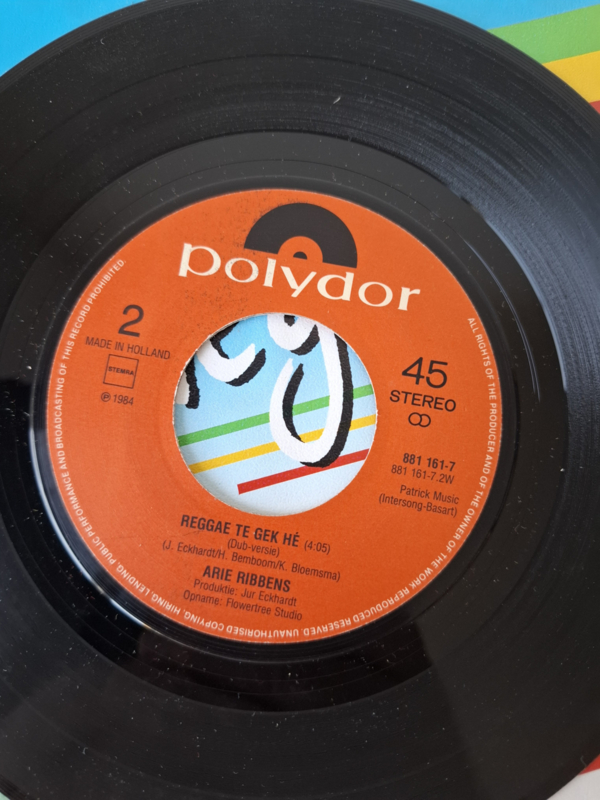 polydor
2
MADE IN HOLLAND
STEMRA
℗ 1984
45
STEREO
881 161-7
881 161-7.2W
Patrick Music
(Intersong-Basart)
REGGAE TE GEK HÉ (4:05)
(Dub-versie)
(J. Eckhardt/H. Bemboom/K. Bloemsma)
ARIE RIBBENS
Produktie: Jur Eckhardt
Opname: Flowertree Studio
ALL RIGHTS OF THE PRODUCER AND OF THE OWNER OF THE WORK REPRODUCED RESERVED. UNAUTHORISED COPYING, HIRING, LENDING, PUBLIC PERFORMANCE AND BROADCASTING OF THIS RECORD PROHIBITED.